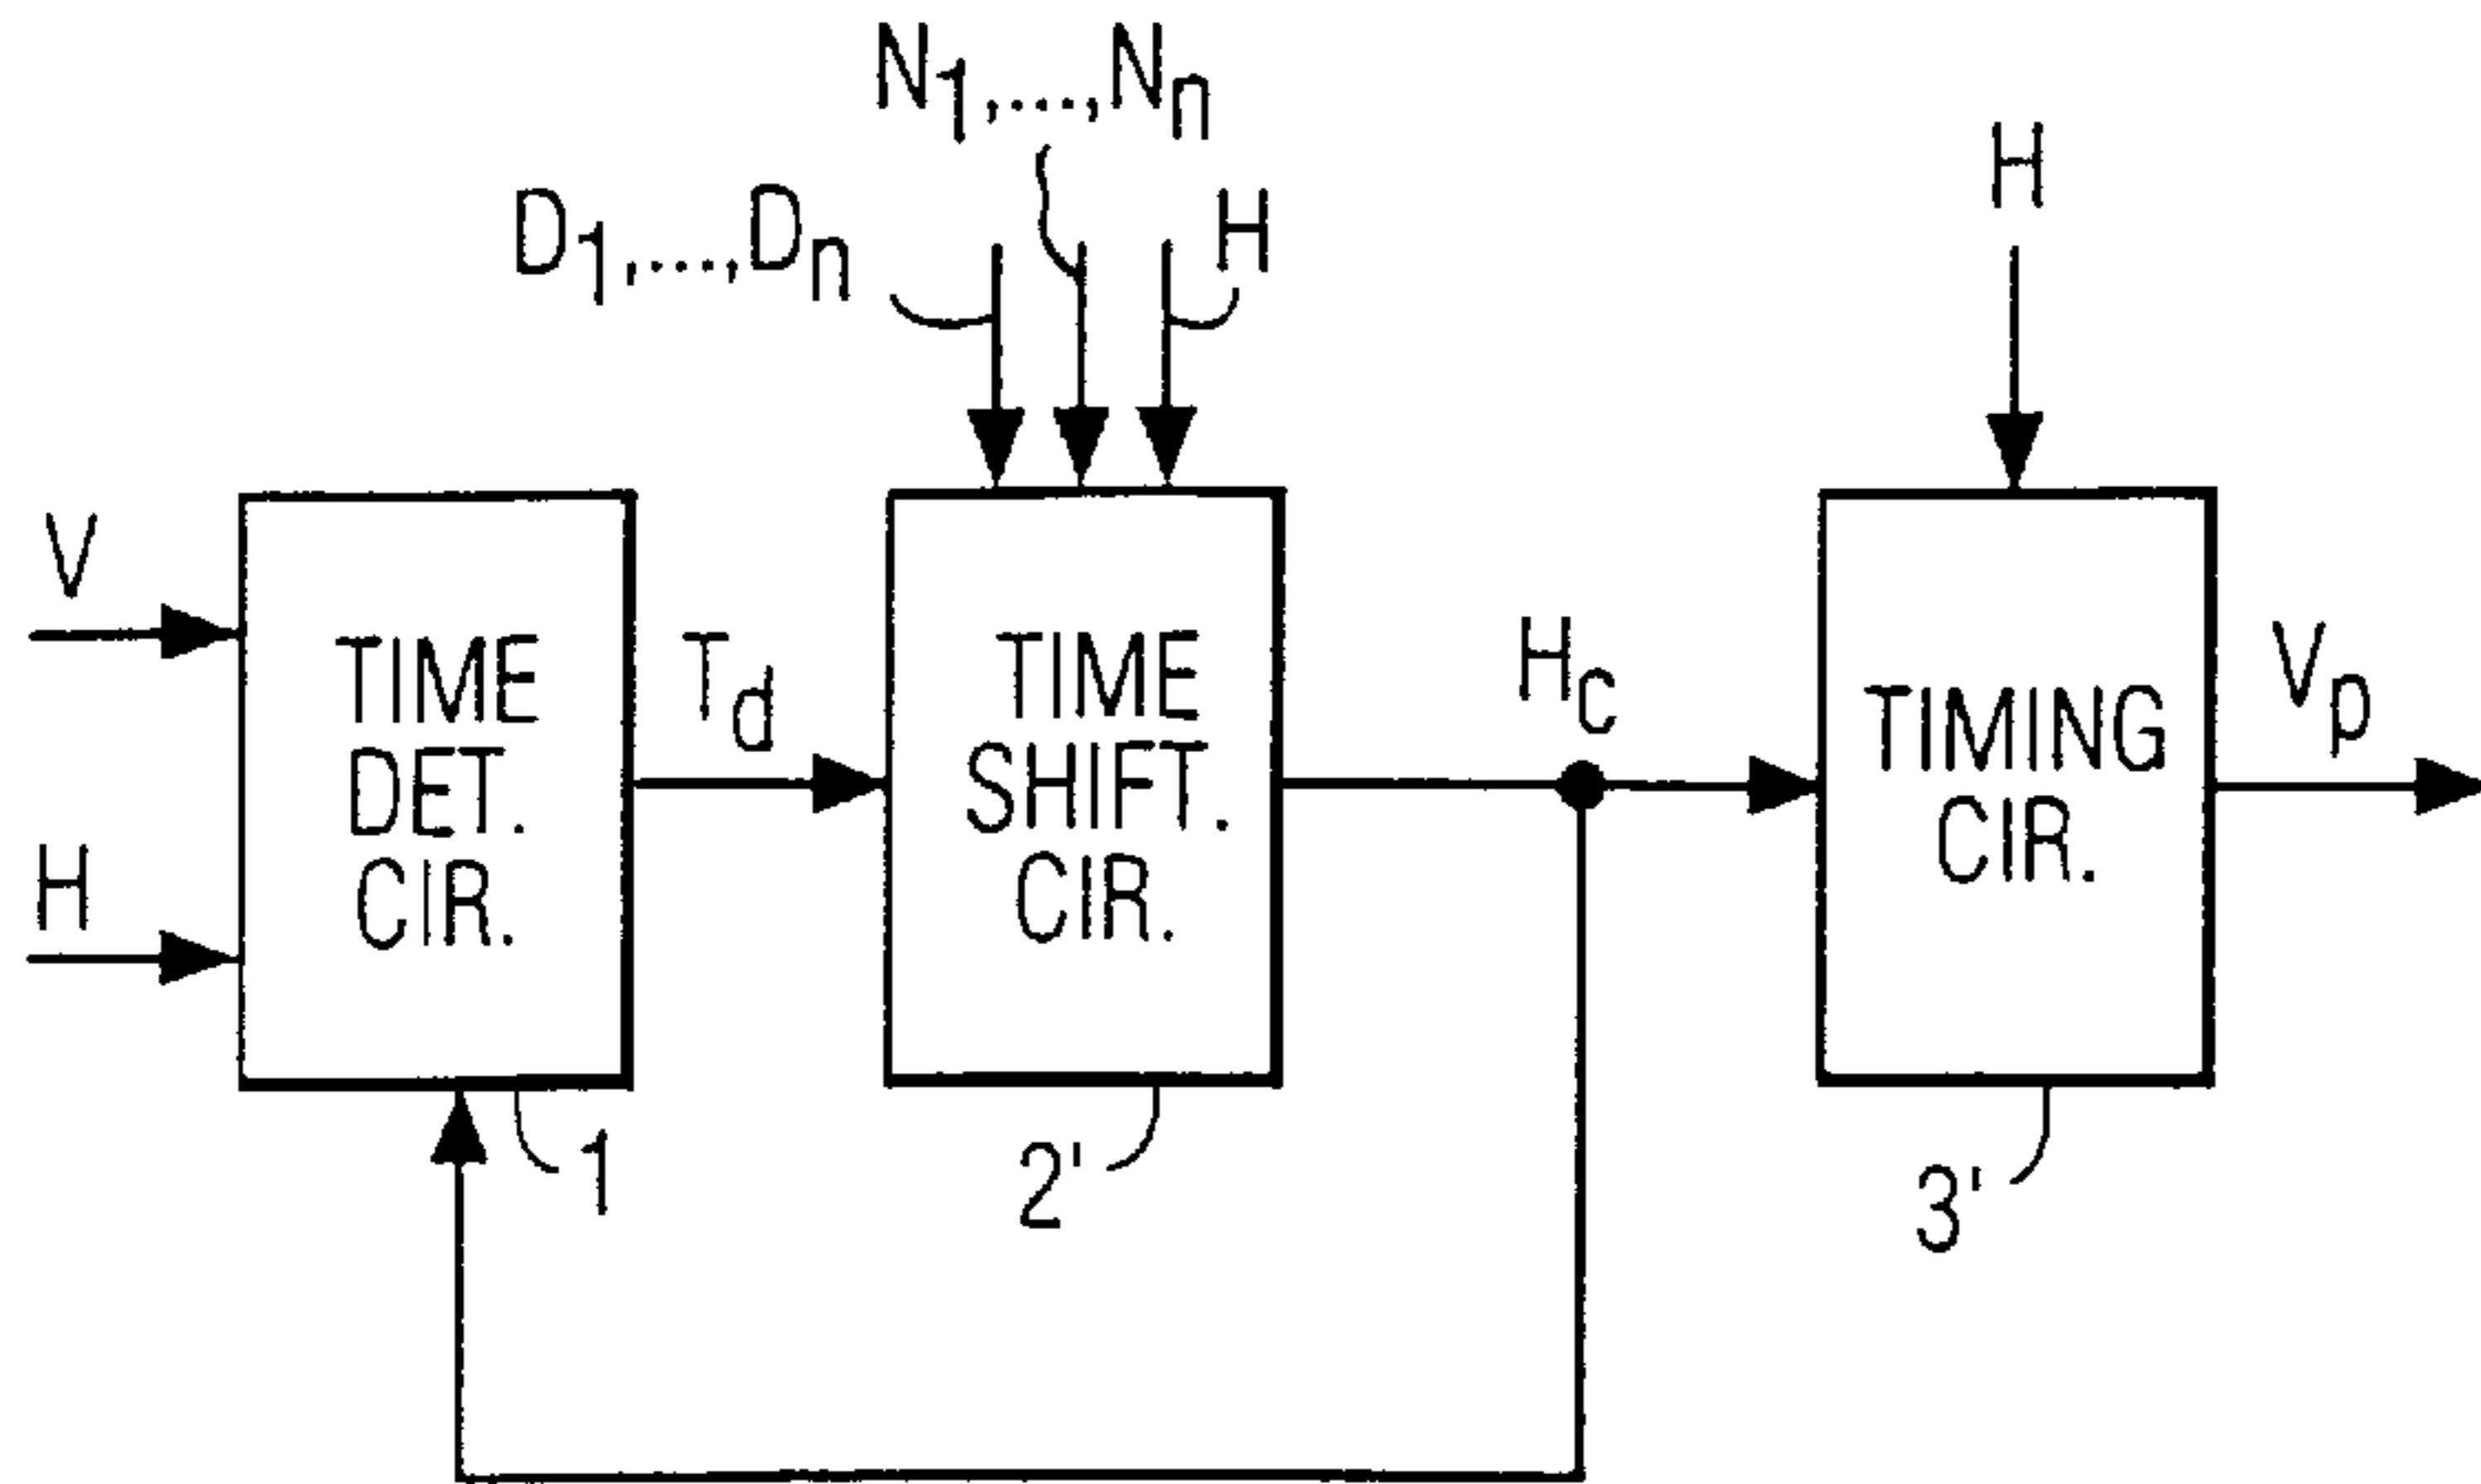 N1,....,Nn
D1,...,Dn
H
H
V
H
TIME
DET.
CIR.
Td
TIME
SHIFT.
CIR.
Hc
TIMING
CIR.
Vp
1
2'
3'